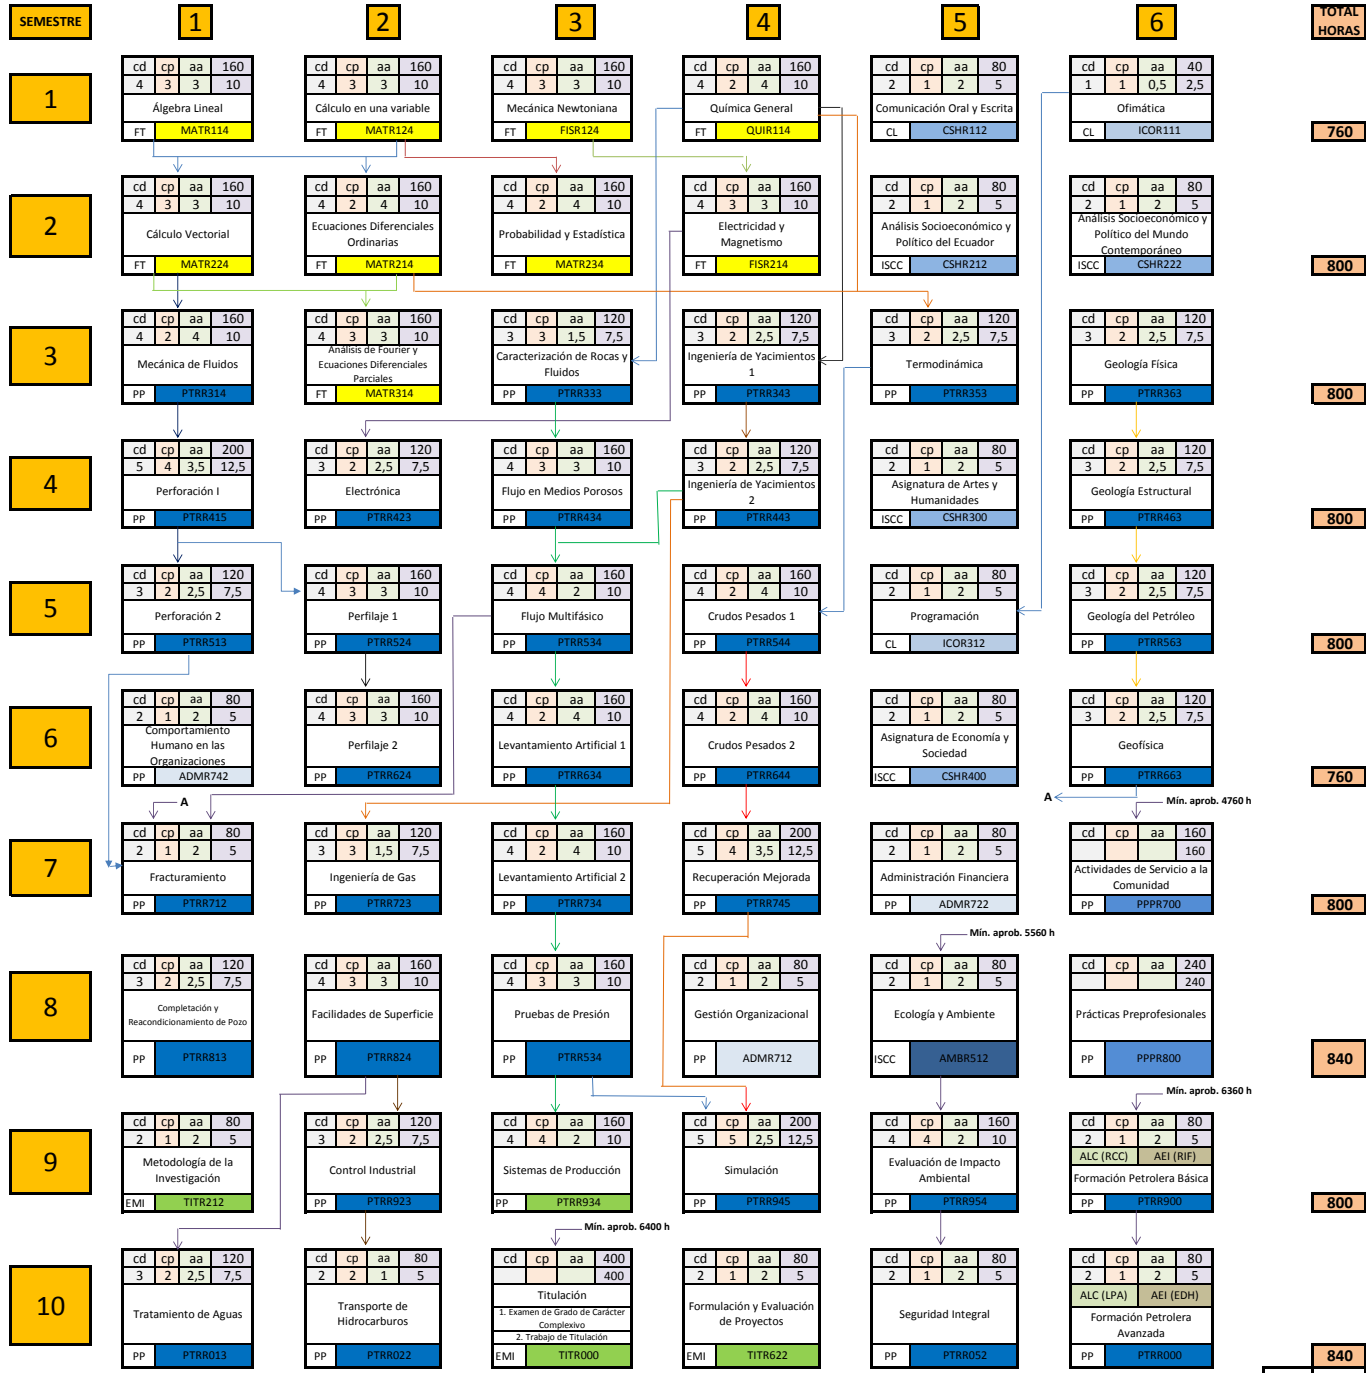 SEMESTRE 1 2 3 4 5 6 TOTAL HORAS
1
cd cp aa 160 cd cp aa 160 cd cp aa 160 cd cp aa 160 cd cp aa 80 cd cp aa 40
4 3 3 10 4 3 3 10 4 3 3 10 4 2 4 10 2 1 2 5 1 1 0,5 2,5
Álgebra Lineal Cálculo en una variable Mecánica Newtoniana Química General Comunicación Oral y Escrita Ofimática
FT MATR114 FT MATR124 FT FISR124 FT QUIR114 CL CSHR112 CL ICOR111 760
2
cd cp aa 160 cd cp aa 160 cd cp aa 160 cd cp aa 160 cd cp aa 80 cd cp aa 80
4 3 3 10 4 2 4 10 4 2 4 10 4 3 3 10 2 1 2 5 2 1 2 5
Cálculo Vectorial Ecuaciones Diferenciales Ordinarias Probabilidad y Estadística Electricidad y Magnetismo Análisis Socioeconómico y Político del Ecuador Análisis Socioeconómico y Político del Mundo Contemporáneo
FT MATR224 FT MATR214 FT MATR234 FT FISR214 ISCC CSHR212 ISCC CSHR222 800
3
cd cp aa 160 cd cp aa 160 cd cp aa 120 cd cp aa 120 cd cp aa 120 cd cp aa 120
4 2 4 10 4 3 3 10 3 3 1,5 7,5 3 2 2,5 7,5 3 2 2,5 7,5 3 2 2,5 7,5
Mecánica de Fluidos Análisis de Fourier y Ecuaciones Diferenciales Parciales Caracterización de Rocas y Fluidos Ingeniería de Yacimientos 1 Termodinámica Geología Física
PP PTRR314 FT MATR314 PP PTRR333 PP PTRR343 PP PTRR353 PP PTRR363 800
4
cd cp aa 200 cd cp aa 120 cd cp aa 160 cd cp aa 120 cd cp aa 80 cd cp aa 120
5 4 3,5 12,5 3 2 2,5 7,5 4 3 3 10 3 2 2,5 7,5 2 1 2 5 3 2 2,5 7,5
Perforación I Electrónica Flujo en Medios Porosos Ingeniería de Yacimientos 2 Asignatura de Artes y Humanidades Geología Estructural
PP PTRR415 PP PTRR423 PP PTRR434 PP PTRR443 ISCC CSHR300 PP PTRR463 800
5
cd cp aa 120 cd cp aa 160 cd cp aa 160 cd cp aa 160 cd cp aa 80 cd cp aa 120
3 2 2,5 7,5 4 3 3 10 4 4 2 10 4 2 4 10 2 1 2 5 3 2 2,5 7,5
Perforación 2 Perfilaje 1 Flujo Multifásico Crudos Pesados 1 Programación Geología del Petróleo
PP PTRR513 PP PTRR524 PP PTRR534 PP PTRR544 CL ICOR312 PP PTRR563 800
6
cd cp aa 80 cd cp aa 160 cd cp aa 160 cd cp aa 160 cd cp aa 80 cd cp aa 120
2 1 2 5 4 3 3 10 4 2 4 10 4 2 4 10 2 1 2 5 3 2 2,5 7,5
Comportamiento Humano en las Organizaciones Perfilaje 2 Levantamiento Artificial 1 Crudos Pesados 2 Asignatura de Economía y Sociedad Geofísica
PP ADMR742 PP PTRR624 PP PTRR634 PP PTRR644 ISCC CSHR400 PP PTRR663 760
A A Mín. aprob. 4760 h
7
cd cp aa 80 cd cp aa 120 cd cp aa 160 cd cp aa 200 cd cp aa 80 cd cp aa 160
2 1 2 5 3 3 1,5 7,5 4 2 4 10 5 4 3,5 12,5 2 1 2 5 160
Fracturamiento Ingeniería de Gas Levantamiento Artificial 2 Recuperación Mejorada Administración Financiera Actividades de Servicio a la Comunidad
PP PTRR712 PP PTRR723 PP PTRR734 PP PTRR745 PP ADMR722 PP PPPR700 800
Mín. aprob. 5560 h
8
cd cp aa 120 cd cp aa 160 cd cp aa 160 cd cp aa 80 cd cp aa 80 cd cp aa 240
3 2 2,5 7,5 4 3 3 10 4 3 3 10 2 1 2 5 2 1 2 5 240
Completación y Reacondicionamiento de Pozo Facilidades de Superficie Pruebas de Presión Gestión Organizacional Ecología y Ambiente Prácticas Preprofesionales
PP PTRR813 PP PTRR824 PP PTRR534 PP ADMR712 ISCC AMBR512 PP PPPR800 840
Mín. aprob. 6360 h
9
cd cp aa 80 cd cp aa 120 cd cp aa 160 cd cp aa 200 cd cp aa 160 cd cp aa 80
2 1 2 5 3 2 2,5 7,5 4 4 2 10 5 5 2,5 12,5 4 4 2 10 2 1 2 5
ALC (RCC) AEI (RIF)
Metodología de la Investigación Control Industrial Sistemas de Producción Simulación Evaluación de Impacto Ambiental Formación Petrolera Básica
EMI TITR212 PP PTRR923 PP PTRR934 PP PTRR945 PP PTRR954 PP PTRR900 800
Mín. aprob. 6400 h
10
cd cp aa 120 cd cp aa 80 cd cp aa 400 cd cp aa 80 cd cp aa 80 cd cp aa 80
3 2 2,5 7,5 2 2 1 5 400 2 1 2 5 2 1 2 5 2 1 2 5
ALC (LPA) AEI (EDH)
Tratamiento de Aguas Transporte de Hidrocarburos Titulación Formulación y Evaluación de Proyectos Seguridad Integral Formación Petrolera Avanzada
1. Examen de Grado de Carácter Complexivo
2. Trabajo de Titulación
PP PTRR013 PP PTRR022 EMI TITR000 EMI TITR622 PP PTRR052 PP PTRR000 840